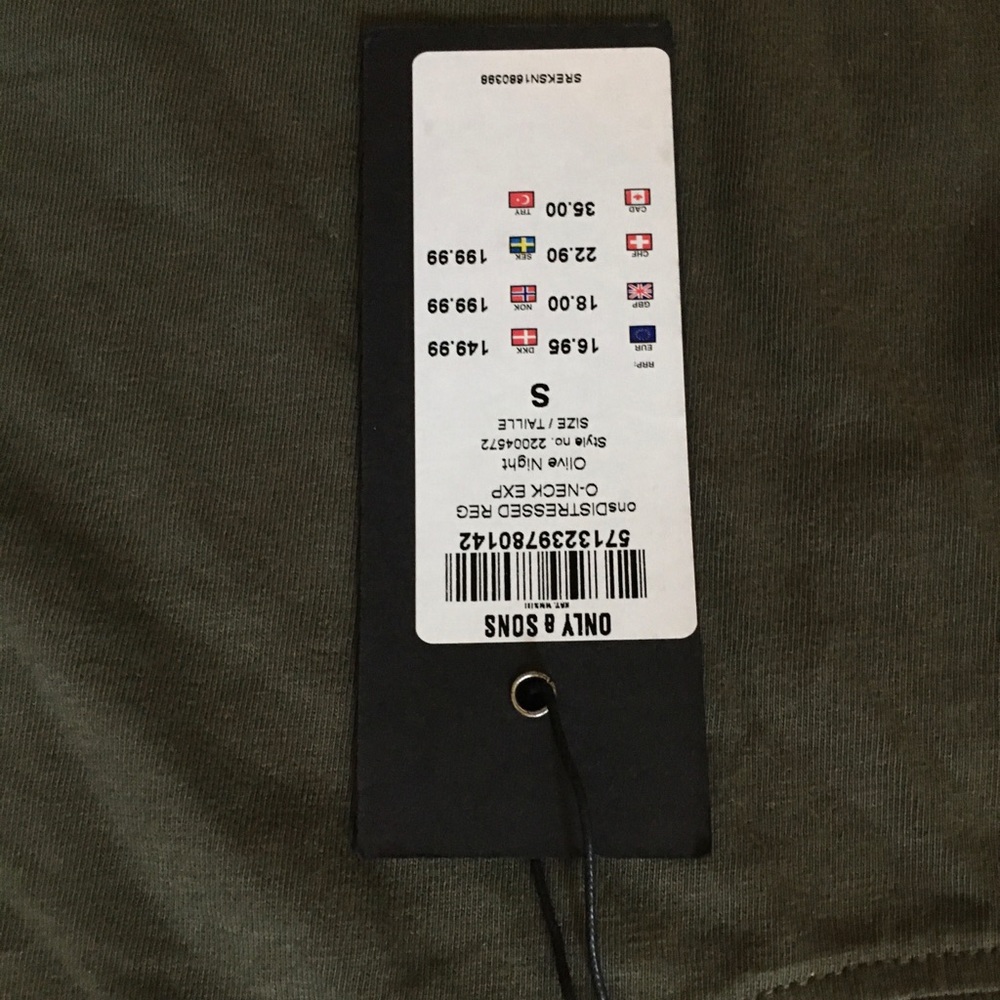 ONLY & SONS
5713239780142
onsDISTRESSED REG
O-NECK EXP
Olive Night
Style no. 22004572
SIZE / TAILLE
S
RRP:
EUR 16.95 DKK 149.99
GBP 18.00 NOK 199.99
CHF 22.90 SEK 199.99
CAD 35.00 TRY
SREKSN1680398